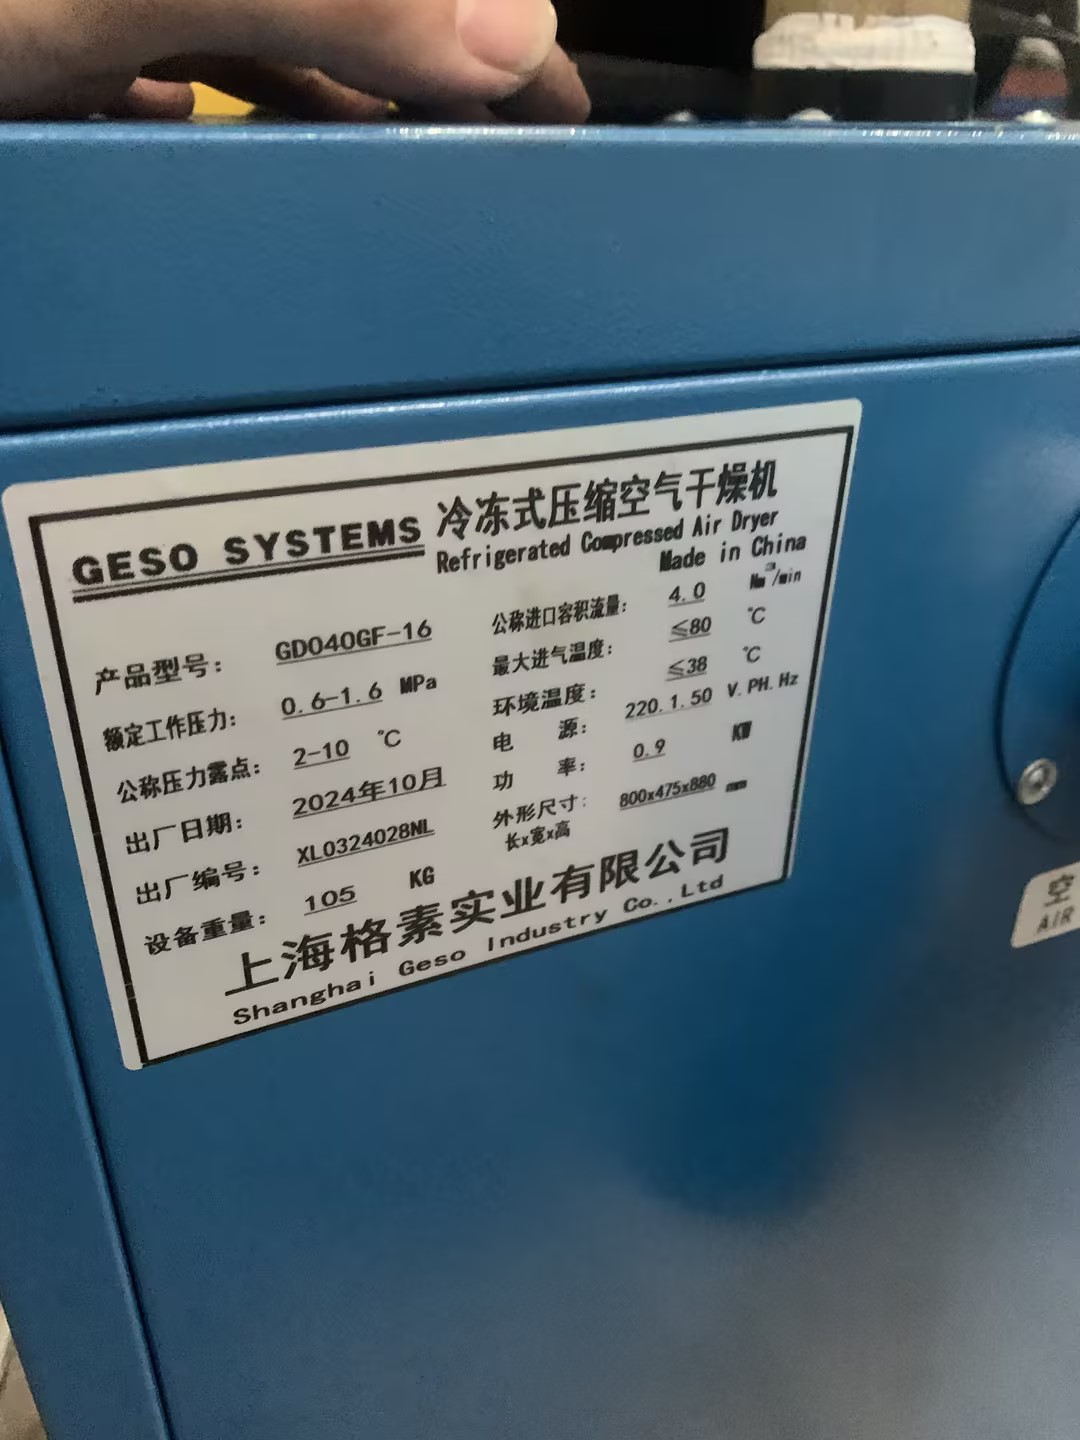 GESO SYSTEMS 冷冻式压缩空气干燥机
Refrigerated Compressed Air Dryer
Made in China
产品型号： GD040GF-16
额定工作压力： 0.6-1.6 MPa
公称压力露点： 2-10 ℃
出厂日期： 2024年10月
出厂编号： XL0324028NL
设备重量： 105 KG
公称进口容积流量： 4.0 Nm³/min
最大进气温度： ≤80 ℃
环境温度： ≤38 ℃
电 源： 220.1.50 V.PH.Hz
功 率： 0.9 KW
外形尺寸： 800x475x880 mm
长x宽x高
上海格素实业有限公司
Shanghai Geso Industry Co.,Ltd
空
AIR